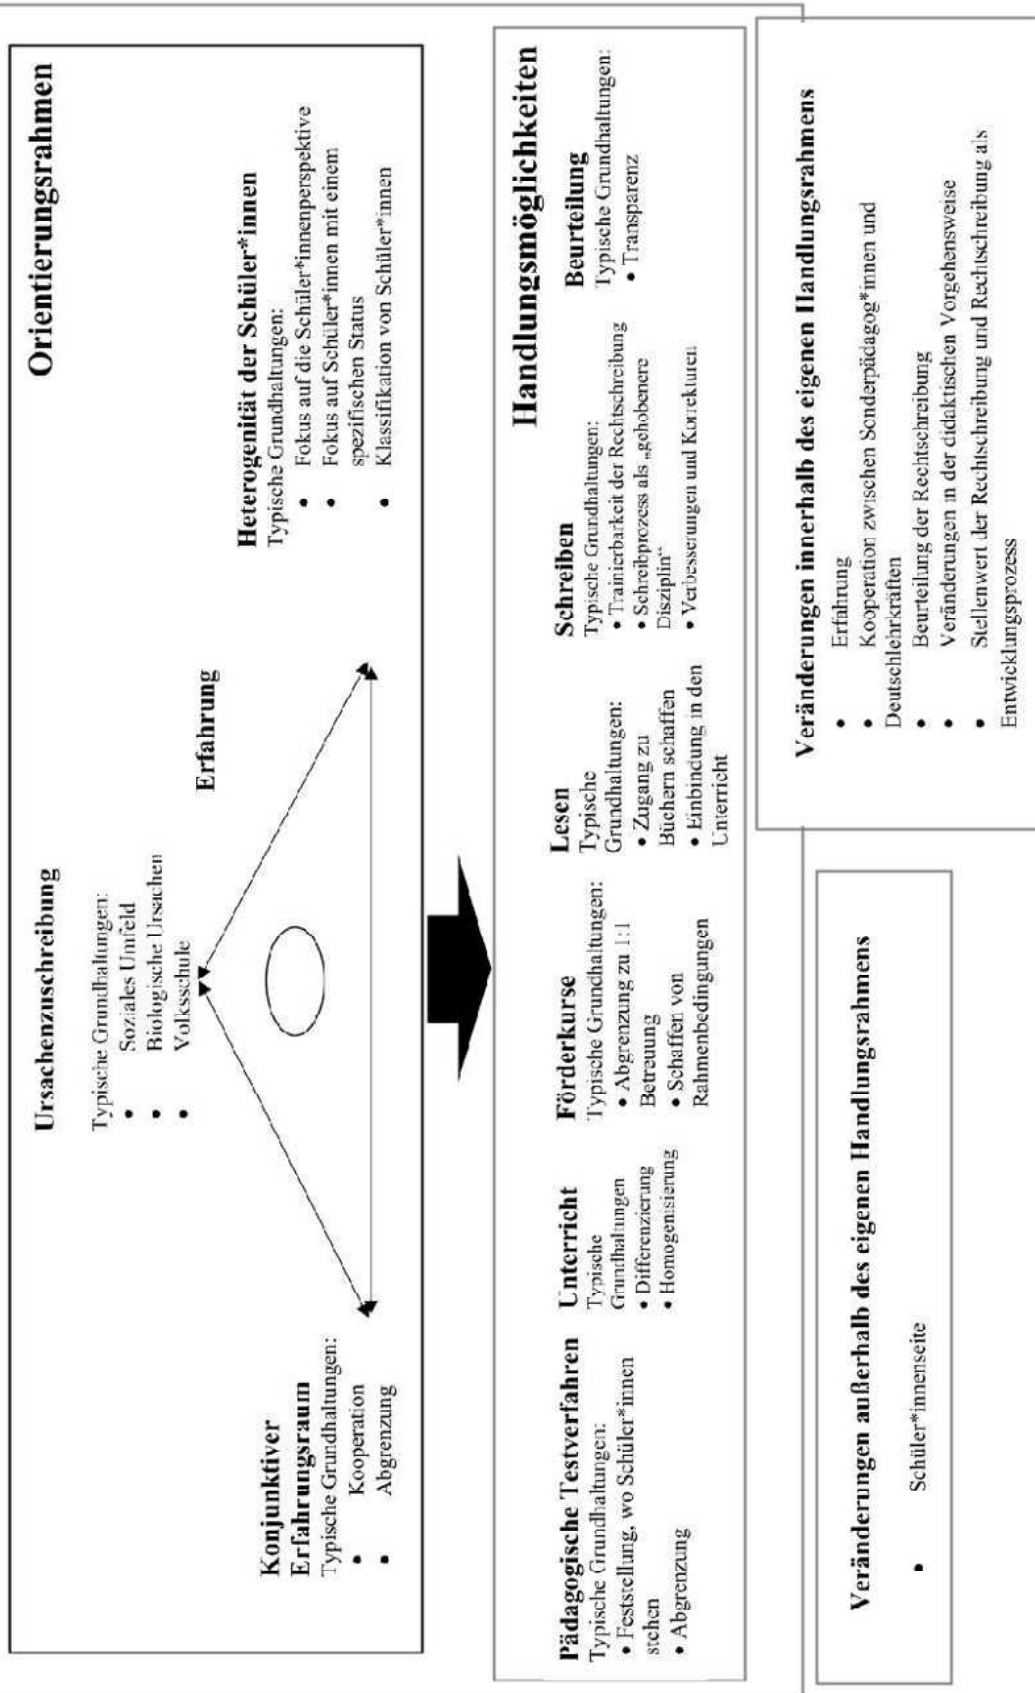 Orientierungsrahmen
Ursachenzuschreibung
Typische Grundhaltungen:
• Soziales Umfeld
• Biologische Ursachen
• Volksschule
Erfahrung
Konjunktiver
Erfahrungsraum
Typische Grundhaltungen:
• Kooperation
• Abgrenzung
Heterogenität der Schüler*innen
Typische Grundhaltungen:
• Fokus auf die Schüler*innenperspektive
• Fokus auf Schüler*innen mit einem
spezifischen Status
• Klassifikation von Schüler*innen
Handlungsmöglichkeiten
Pädagogische Testverfahren
Typische Grundhaltungen:
• Feststellung, wo Schüler*innen
stehen
• Abgrenzung
Unterricht
Typische
Grundhaltungen
• Differenzierung
• Homogenisierung
Förderkurse
Typische Grundhaltungen:
• Abgrenzung zu 1:1
Betreuung
• Schaffen von
Rahmenbedingungen
Lesen
Typische
Grundhaltungen:
• Zugang zu
Büchern schaffen
• Einbindung in den
Unterricht
Schreiben
Typische Grundhaltungen:
• Trainierbarkeit der Rechtschreibung
• Schreibprozess als „gehobenere
Disziplin“
• Verbesserungen und Korrekturen
Beurteilung
Typische Grundhaltungen:
• Transparenz
Veränderungen außerhalb des eigenen Handlungsrahmens
• Schüler*innenseite
Veränderungen innerhalb des eigenen Handlungsrahmens
• Erfahrung
• Kooperation zwischen Sonderpädagog*innen und
Deutschlehrkräften
• Beurteilung der Rechtschreibung
• Veränderungen in der didaktischen Vorgehensweise
• Stellenwert der Rechtschreibung und Rechtschreibung als
Entwicklungsprozess